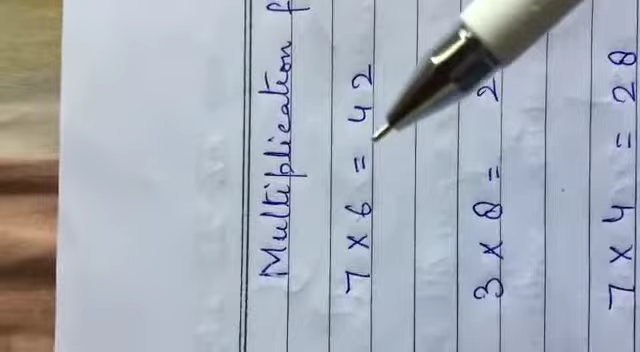 Multiplication f
7 x 6 = 42
3 x 8 = 2
7 x 4 = 28